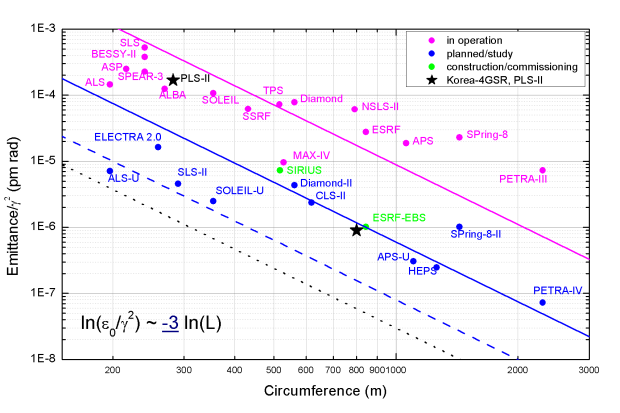 1E-3
1E-4
1E-5
1E-6
1E-7
1E-8
Emittance/γ² (pm rad)
in operation
planned/study
construction/commissioning
Korea-4GSR, PLS-II
SLS
BESSY-II
ASP
SPEAR-3
PLS-II
ALS
ALBA
SOLEIL
TPS
Diamond
SSRF
NSLS-II
ESRF
APS
SPring-8
ELECTRA 2.0
MAX-IV
SIRIUS
PETRA-III
ALS-U
SLS-II
SOLEIL-U
Diamond-II
CLS-II
ESRF-EBS
SPring-8-II
APS-U
HEPS
PETRA-IV
ln(ε₀/γ²) ~ -3 ln(L)
200 300 400 500 600 700 800 900 1000 2000 3000
Circumference (m)